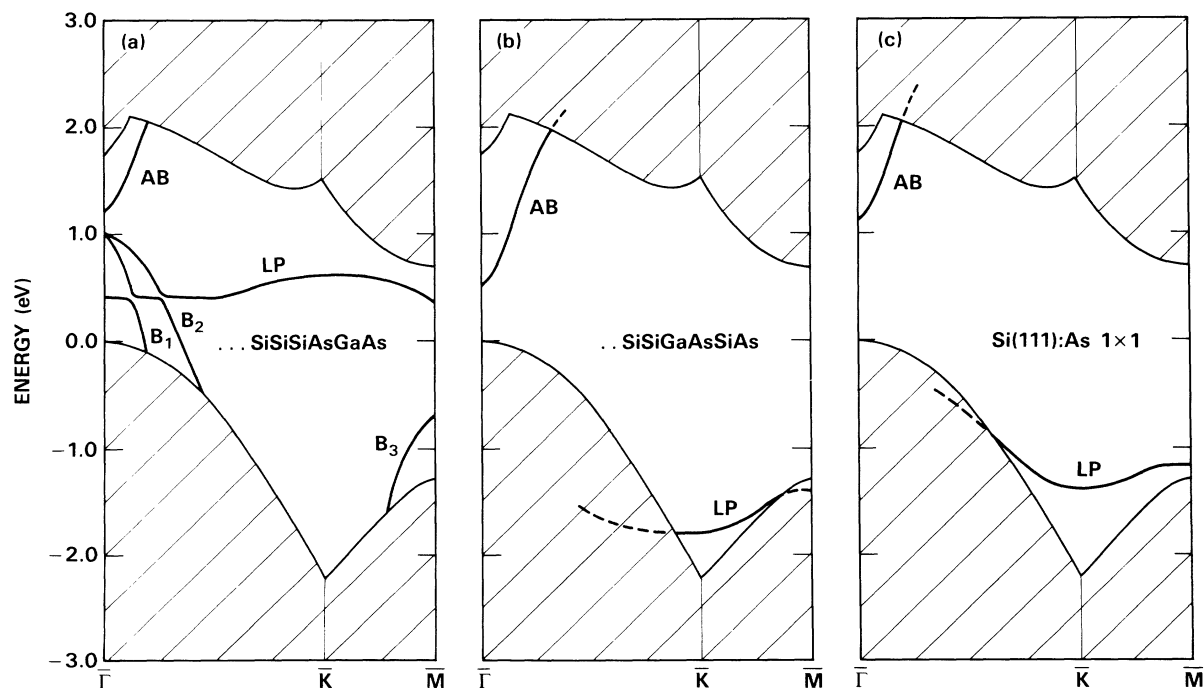 (a)
(b)
(c)
3.0
2.0
1.0
0.0
−1.0
−2.0
−3.0
ENERGY (eV)
AB
LP
B₁
B₂
. . . SiSiSiAsGaAs
B₃
AB
. . SiSiGaAsSiAs
LP
AB
Si(111):As 1×1
LP
Γ̅ K̅ M̅
K̅ M̅
Γ̅ K̅ M̅